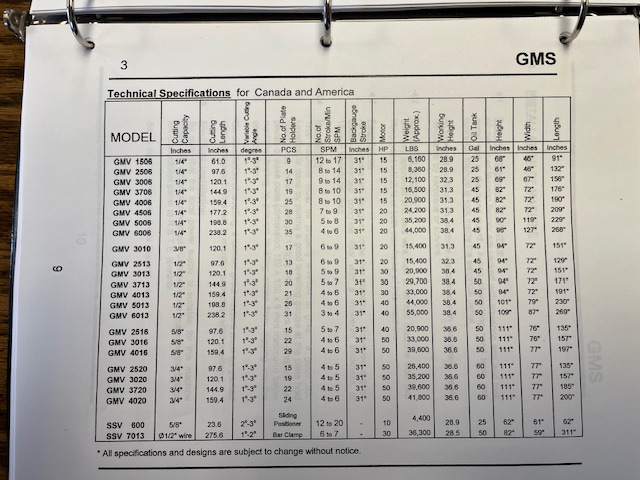 3
GMS
Technical Specifications for Canada and America
MODEL Cutting Capacity Cutting Length Variable Cutting Angle No.of Plate Holders No.of Stroke/Min SPM Backgauge Stroke Motor Weight (Approx.) Working Height Oil Tank Height Width Length
Inches Inches degree PCS SPM Inches HP LBS Inches Gal Inches Inches Inches
GMV 1506 1/4" 61.0 1°-3° 9 12 to 17 31" 15 6,160 28.9 25 68" 46" 91"
GMV 2506 1/4" 97.6 1°-3° 14 8 to 14 31" 15 8,360 28.9 25 61" 46" 132"
GMV 3006 1/4" 120.1 1°-3° 17 9 to 14 31" 15 12,100 32.3 25 69" 67" 156"
GMV 3706 1/4" 144.9 1°-3° 19 8 to 10 31" 15 16,500 31.3 45 82" 72" 176"
GMV 4006 1/4" 159.4 1°-3° 25 8 to 10 31" 15 20,900 31.3 45 82" 72" 190"
GMV 4506 1/4" 177.2 1°-3° 28 7 to 9 31" 20 24,200 31.3 45 82" 72" 209"
GMV 5006 1/4" 198.8 1°-3° 30 5 to 8 31" 20 35,200 38.4 45 90" 119" 229"
GMV 6006 1/4" 238.2 1°-3° 35 4 to 6 31" 20 44,000 38.4 45 98" 127" 268"
GMV 3010 3/8" 120.1 1°-3° 17 6 to 9 31" 20 15,400 31.3 45 94" 72" 151"
GMV 2513 1/2" 97.6 1°-3° 13 6 to 9 31" 20 15,400 32.3 45 94" 72" 129"
GMV 3013 1/2" 120.1 1°-3° 18 5 to 9 31" 30 20,900 38.4 45 94" 72" 151"
GMV 3713 1/2" 144.9 1°-3° 20 5 to 7 31" 30 29,700 38.4 50 94" 72" 171"
GMV 4013 1/2" 159.4 1°-3° 21 4 to 6 31" 30 33,000 38.4 50 94" 72" 191"
GMV 5013 1/2" 198.8 1°-3° 26 4 to 6 31" 40 44,000 38.4 50 101" 79" 230"
GMV 6013 1/2" 238.2 1°-3° 31 3 to 4 31" 40 55,000 38.4 50 109" 87" 269"
GMV 2516 5/8" 97.6 1°-3° 15 5 to 7 31" 40 20,900 36.6 50 111" 76" 135"
GMV 3016 5/8" 120.1 1°-3° 22 4 to 6 31" 50 33,000 36.6 50 111" 76" 157"
GMV 4016 5/8" 159.4 1°-3° 29 4 to 6 31" 50 39,600 36.6 50 111" 77" 197"
GMV 2520 3/4" 97.6 1°-3° 15 4 to 5 31" 50 26,400 36.6 60 111" 77" 135"
GMV 3020 3/4" 120.1 1°-3° 19 4 to 5 31" 50 35,200 36.6 60 111" 77" 157"
GMV 3720 3/4" 144.9 1°-3° 22 4 to 5 31" 50 39,600 36.6 60 111" 77" 185"
GMV 4020 3/4" 159.4 1°-3° 24 4 to 6 31" 50 41,800 36.6 60 111" 77" 200"
SSV 600 5/8" 23.6 2°-3° Sliding Positioner 12 to 20 - 10 4,400 28.9 25 62" 61" 62"
SSV 7013 Ø1/2" wire 275.6 1°-2° Bar Clamp 6 to 7 - 30 36,300 28.5 50 82" 59" 311"
* All specifications and designs are subject to change without notice.
6